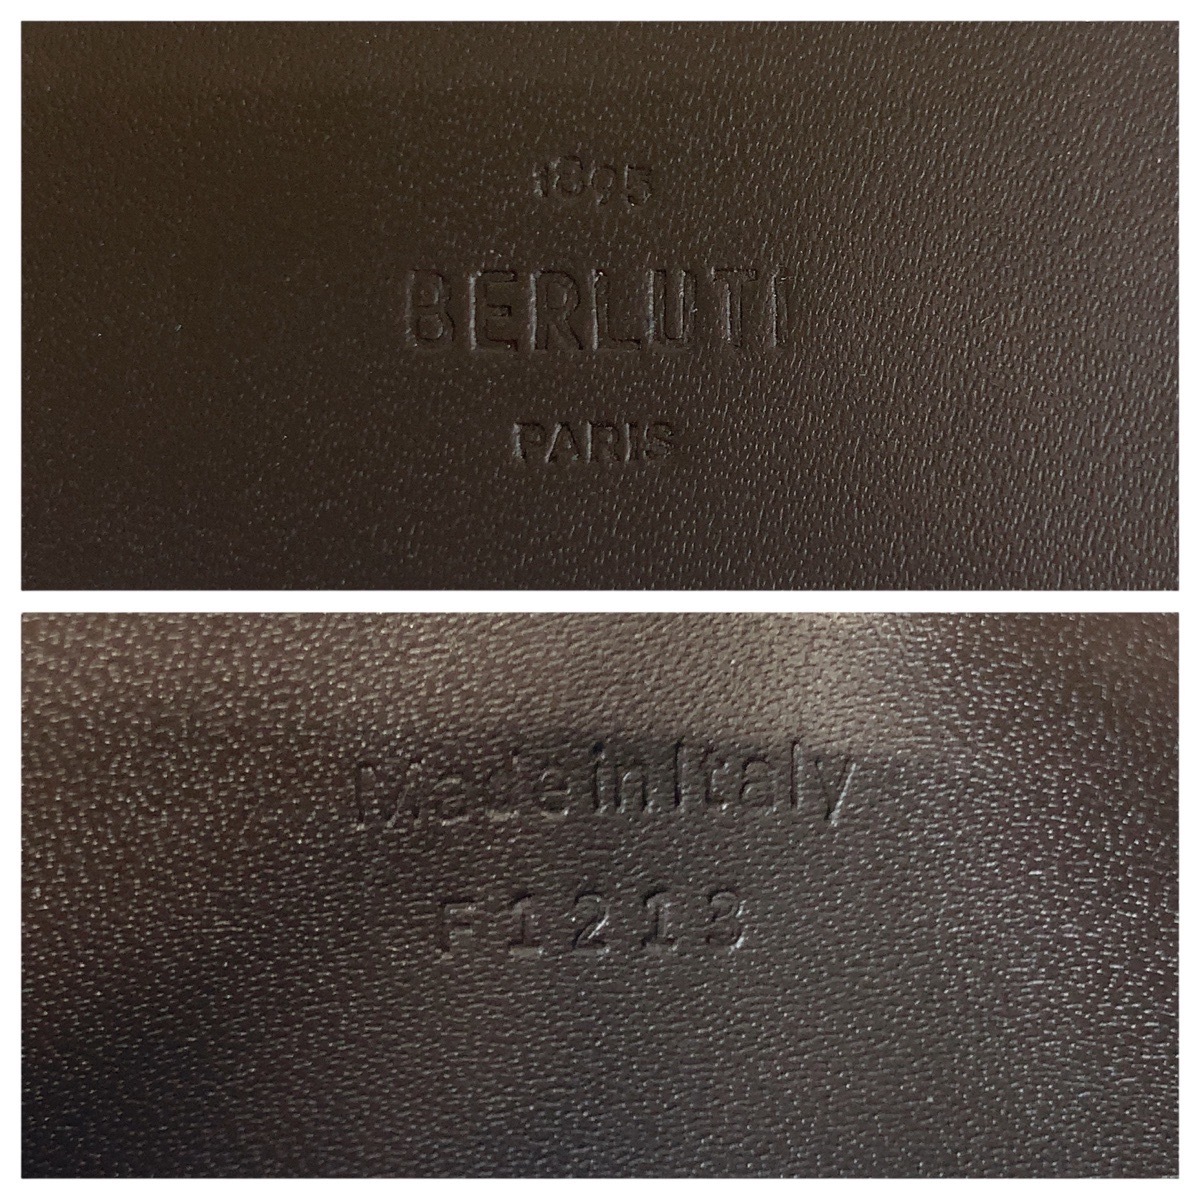 1895
BERLUTI
PARIS
Made in Italy
F1213